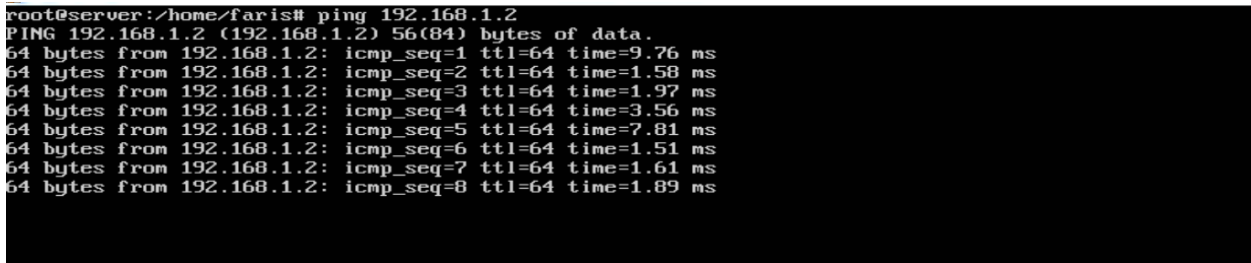 root@server:/home/faris# ping 192.168.1.2
PING 192.168.1.2 (192.168.1.2) 56(84) bytes of data.
64 bytes from 192.168.1.2: icmp_seq=1 ttl=64 time=9.76 ms
64 bytes from 192.168.1.2: icmp_seq=2 ttl=64 time=1.58 ms
64 bytes from 192.168.1.2: icmp_seq=3 ttl=64 time=1.97 ms
64 bytes from 192.168.1.2: icmp_seq=4 ttl=64 time=3.56 ms
64 bytes from 192.168.1.2: icmp_seq=5 ttl=64 time=7.81 ms
64 bytes from 192.168.1.2: icmp_seq=6 ttl=64 time=1.51 ms
64 bytes from 192.168.1.2: icmp_seq=7 ttl=64 time=1.61 ms
64 bytes from 192.168.1.2: icmp_seq=8 ttl=64 time=1.89 ms